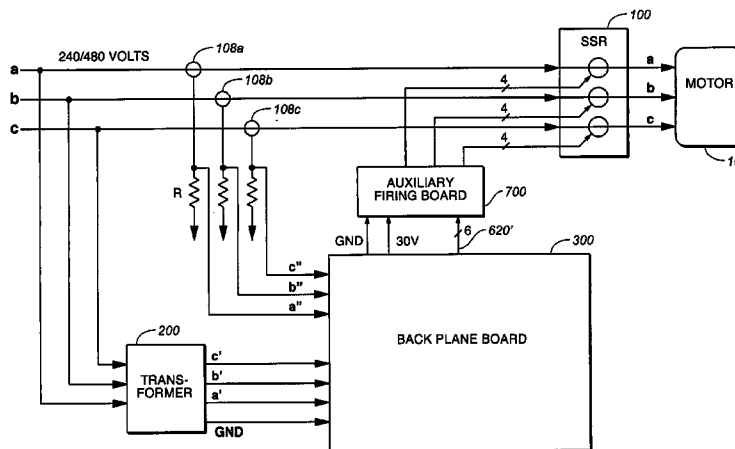 108a
100
240/480 VOLTS
SSR
a
108b
a
4
b
b
MOTOR
108c
4
c
c
4
R
AUXILIARY
FIRING BOARD
700
GND
30V
6
620'
300
c"
b"
a"
BACK PLANE BOARD
200
TRANS-
FORMER
c'
b'
a'
GND